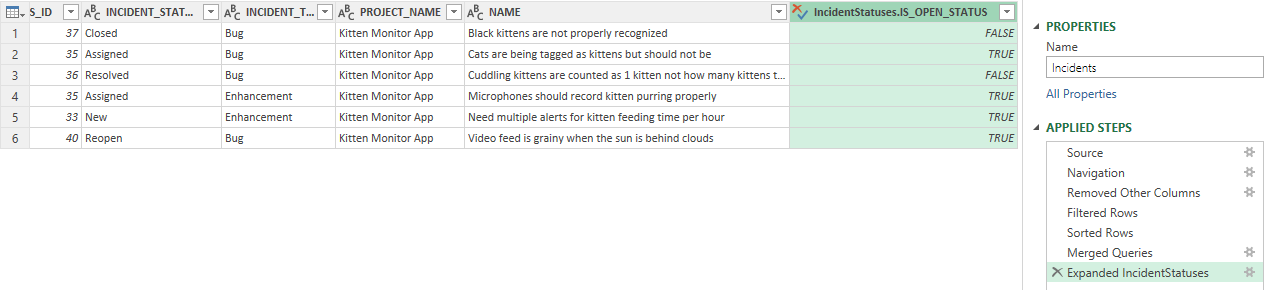 S_ID INCIDENT_STAT... INCIDENT_T... PROJECT_NAME NAME IncidentStatuses.IS_OPEN_STATUS
1 37 Closed Bug Kitten Monitor App Black kittens are not properly recognized FALSE
2 35 Assigned Bug Kitten Monitor App Cats are being tagged as kittens but should not be TRUE
3 36 Resolved Bug Kitten Monitor App Cuddling kittens are counted as 1 kitten not how many kittens t... FALSE
4 35 Assigned Enhancement Kitten Monitor App Microphones should record kitten purring properly TRUE
5 33 New Enhancement Kitten Monitor App Need multiple alerts for kitten feeding time per hour TRUE
6 40 Reopen Bug Kitten Monitor App Video feed is grainy when the sun is behind clouds TRUE
PROPERTIES
Name
Incidents
All Properties
APPLIED STEPS
Source
Navigation
Removed Other Columns
Filtered Rows
Sorted Rows
Merged Queries
Expanded IncidentStatuses